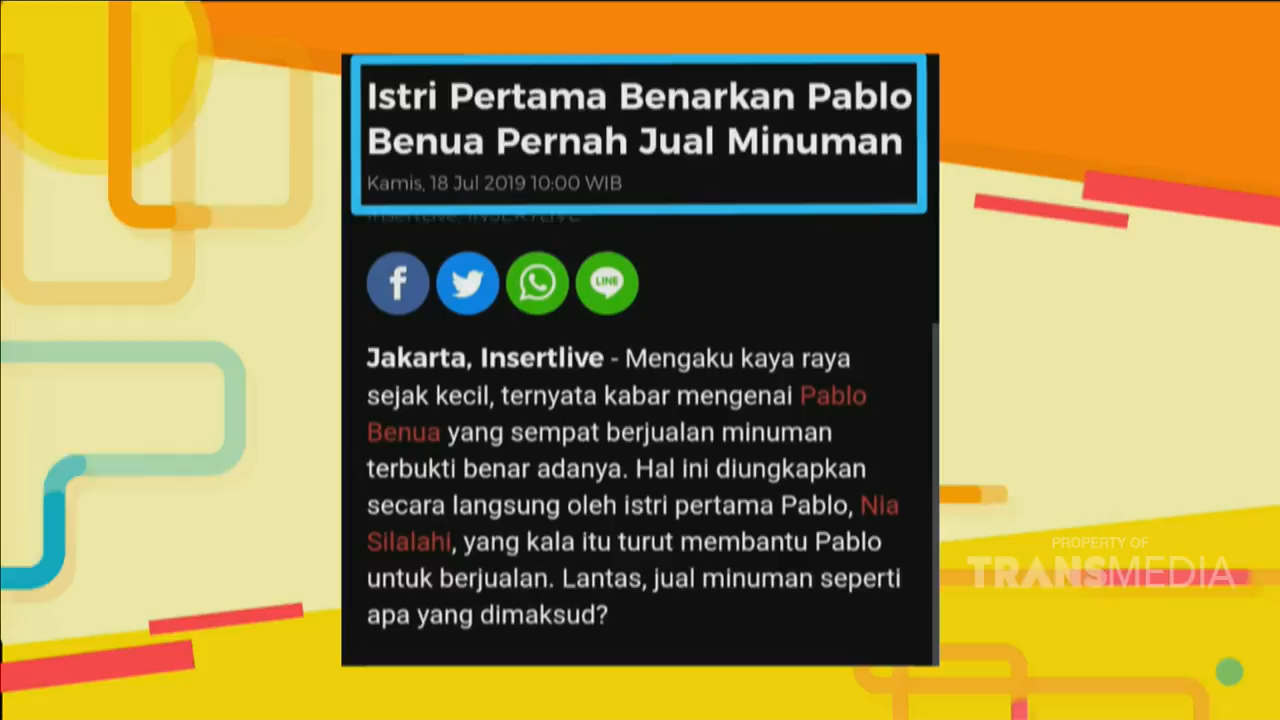 Istri Pertama Benarkan Pablo
Benua Pernah Jual Minuman
Kamis, 18 Jul 2019 10:00 WIB
LINE
Jakarta, Insertlive - Mengaku kaya raya
sejak kecil, ternyata kabar mengenai Pablo
Benua yang sempat berjualan minuman
terbukti benar adanya. Hal ini diungkapkan
secara langsung oleh istri pertama Pablo, Nia
Silalahi, yang kala itu turut membantu Pablo
untuk berjualan. Lantas, jual minuman seperti
apa yang dimaksud?
PROPERTY OF
TRANSMEDIA